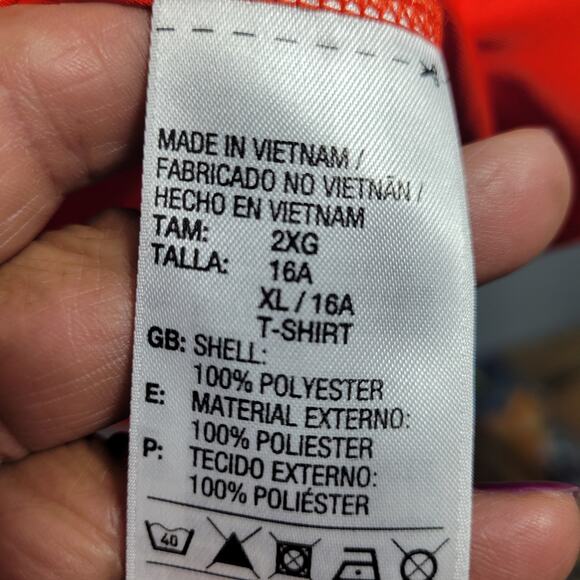 MADE IN VIETNAM /
FABRICADO NO VIETNÃN /
HECHO EN VIETNAM
TAM: 2XG
TALLA: 16A
XL / 16A
T-SHIRT
GB: SHELL:
100% POLYESTER
E: MATERIAL EXTERNO:
100% POLIESTER
P: TECIDO EXTERNO:
100% POLIÉSTER
40